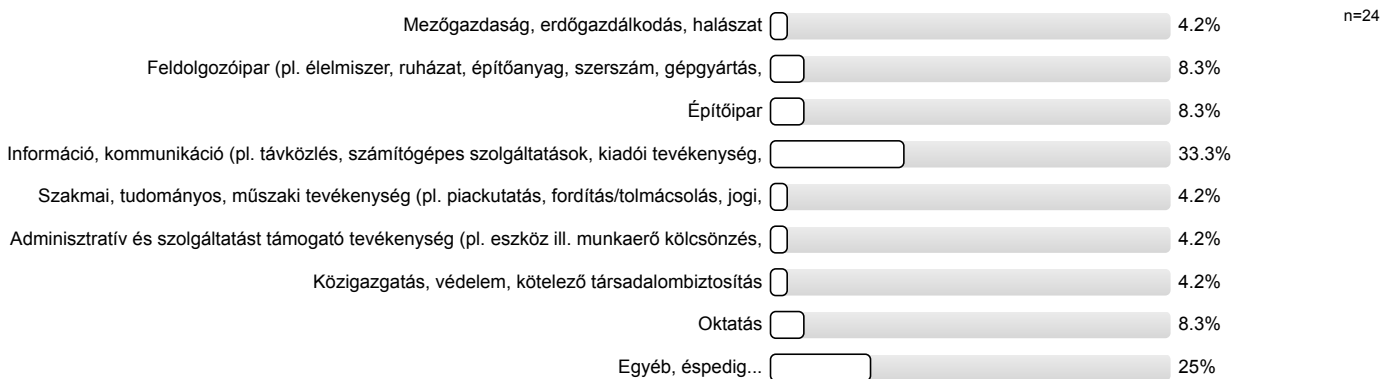 n=24
Mezőgazdaság, erdőgazdálkodás, halászat 4.2%
Feldolgozóipar (pl. élelmiszer, ruházat, építőanyag, szerszám, gépgyártás, 8.3%
Építőipar 8.3%
Információ, kommunikáció (pl. távközlés, számítógépes szolgáltatások, kiadói tevékenység, 33.3%
Szakmai, tudományos, műszaki tevékenység (pl. piackutatás, fordítás/tolmácsolás, jogi, 4.2%
Adminisztratív és szolgáltatást támogató tevékenység (pl. eszköz ill. munkaerő kölcsönzés, 4.2%
Közigazgatás, védelem, kötelező társadalombiztosítás 4.2%
Oktatás 8.3%
Egyéb, éspedig... 25%